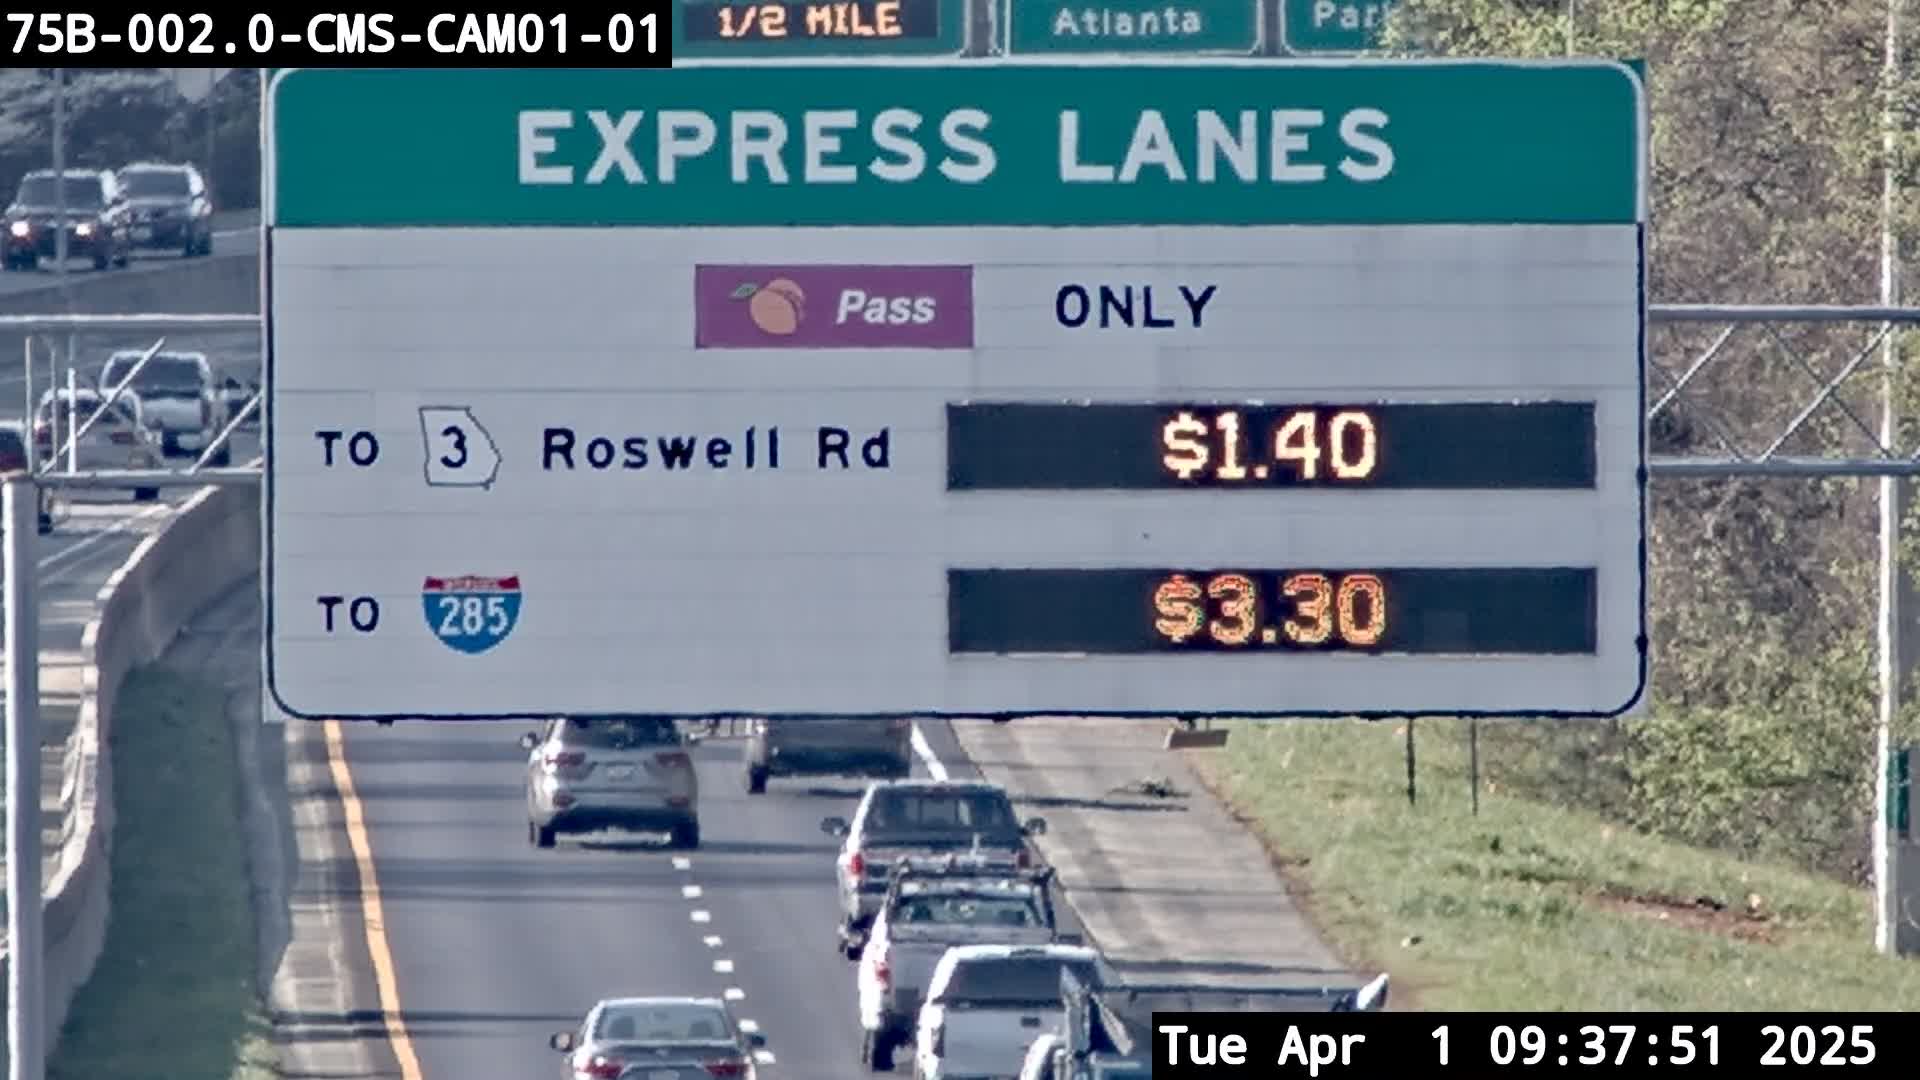 75B-002.0-CMS-CAM01-01
1/2 MILE
Atlanta
EXPRESS LANES
Pass ONLY
TO 3 Roswell Rd $1.40
TO 285 $3.30
Tue Apr 1 09:37:51 2025